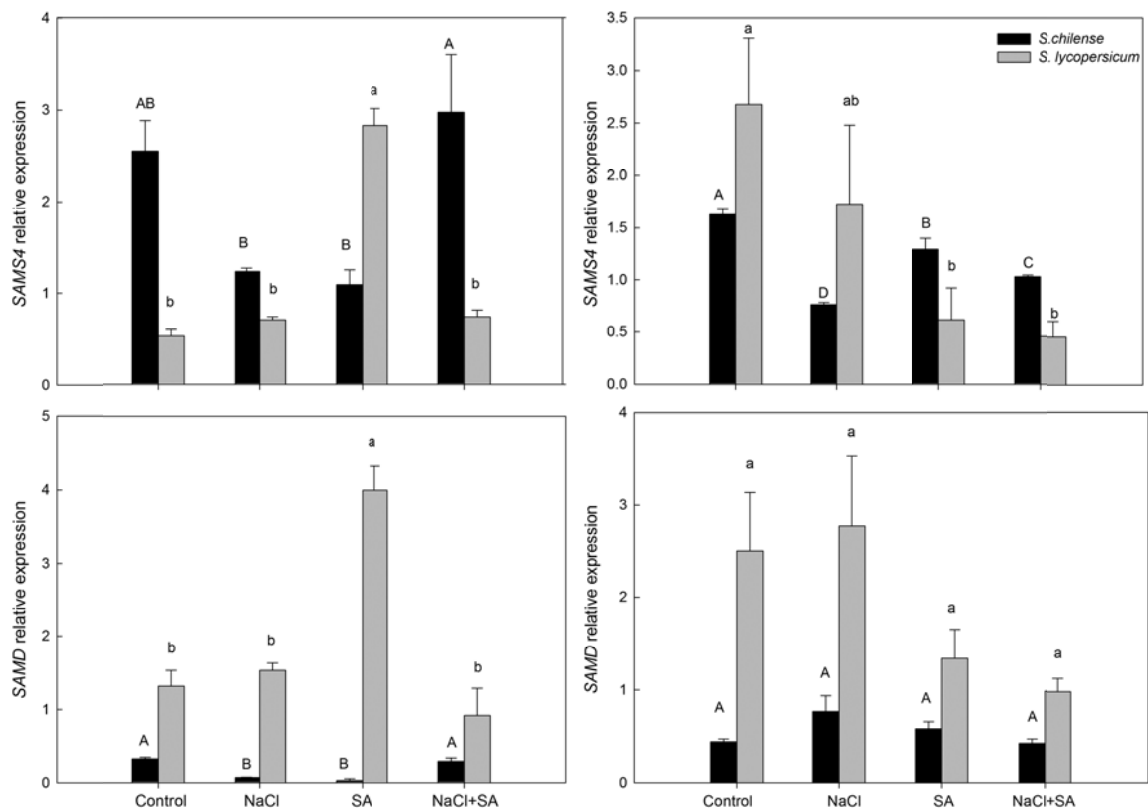 4
3
2
1
0
SAMS4 relative expression
AB
b
B
b
B
a
A
b
3.5
3.0
2.5
2.0
1.5
1.0
0.5
0.0
SAMS4 relative expression
A
a
D
ab
B
b
C
b
S.chilense
S. lycopersicum
5
4
3
2
1
0
SAMD relative expression
A
b
B
b
B
a
A
b
Control NaCl SA NaCl+SA
4
3
2
1
0
SAMD relative expression
A
a
A
a
A
a
A
a
Control NaCl SA NaCl+SA